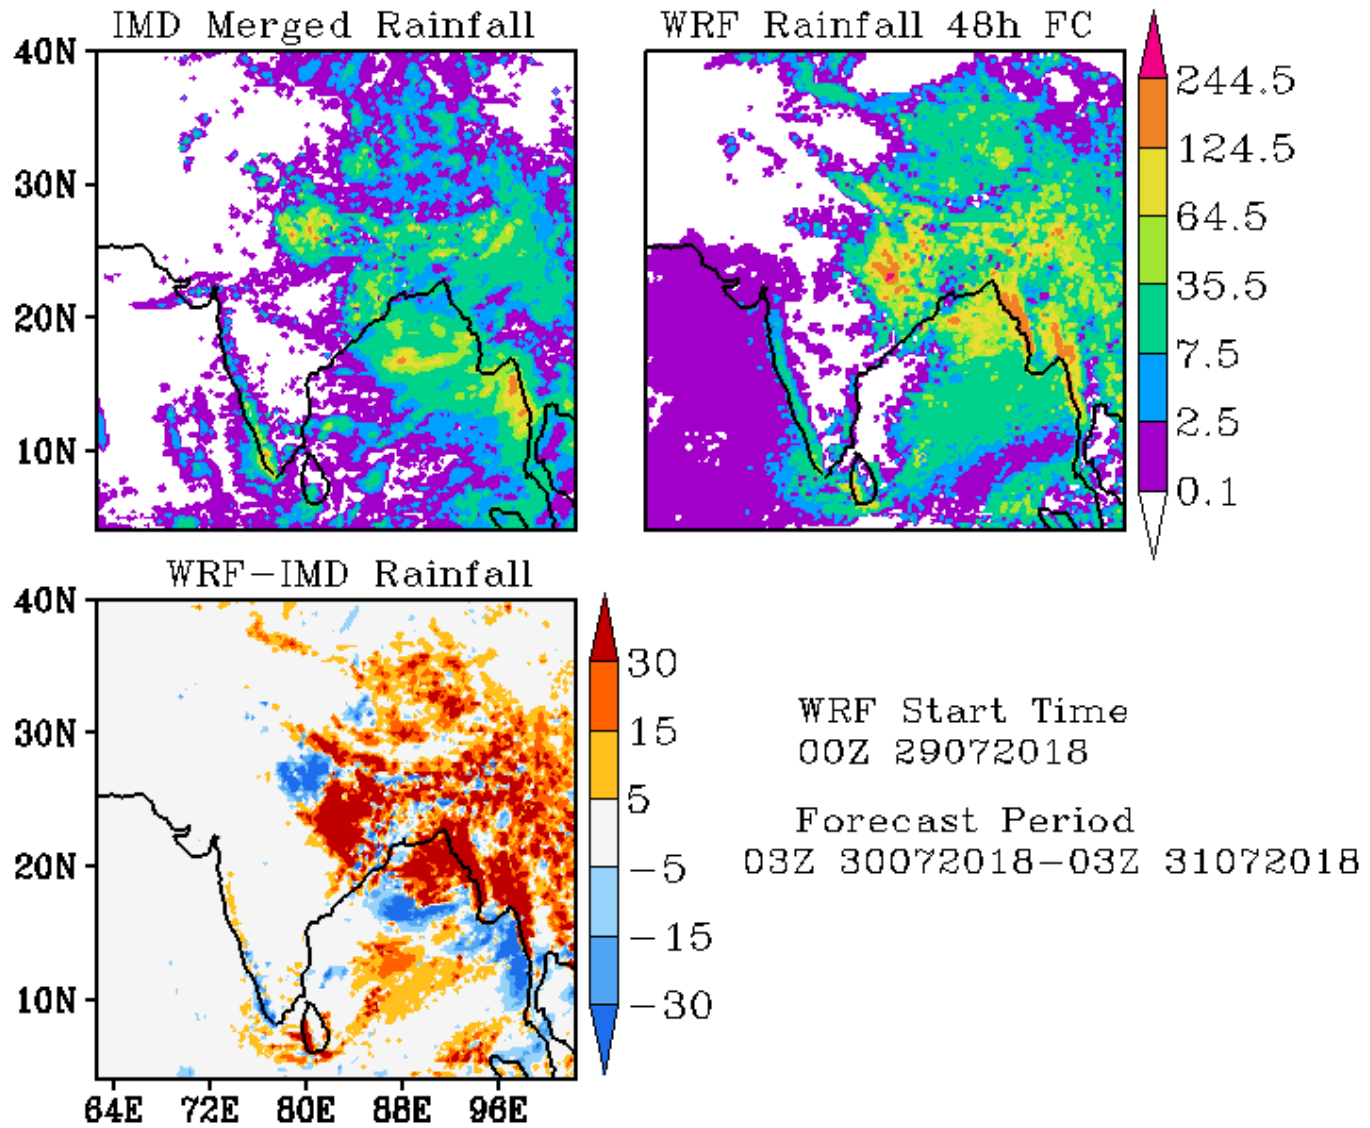 IMD Merged Rainfall
WRF Rainfall 48h FC
40N
30N
20N
10N
244.5
124.5
64.5
35.5
7.5
2.5
0.1
WRF-IMD Rainfall
40N
30N
20N
10N
64E 72E 80E 88E 96E
30
15
5
-5
-15
-30
WRF Start Time
00Z 29072018
Forecast Period
03Z 30072018-03Z 31072018